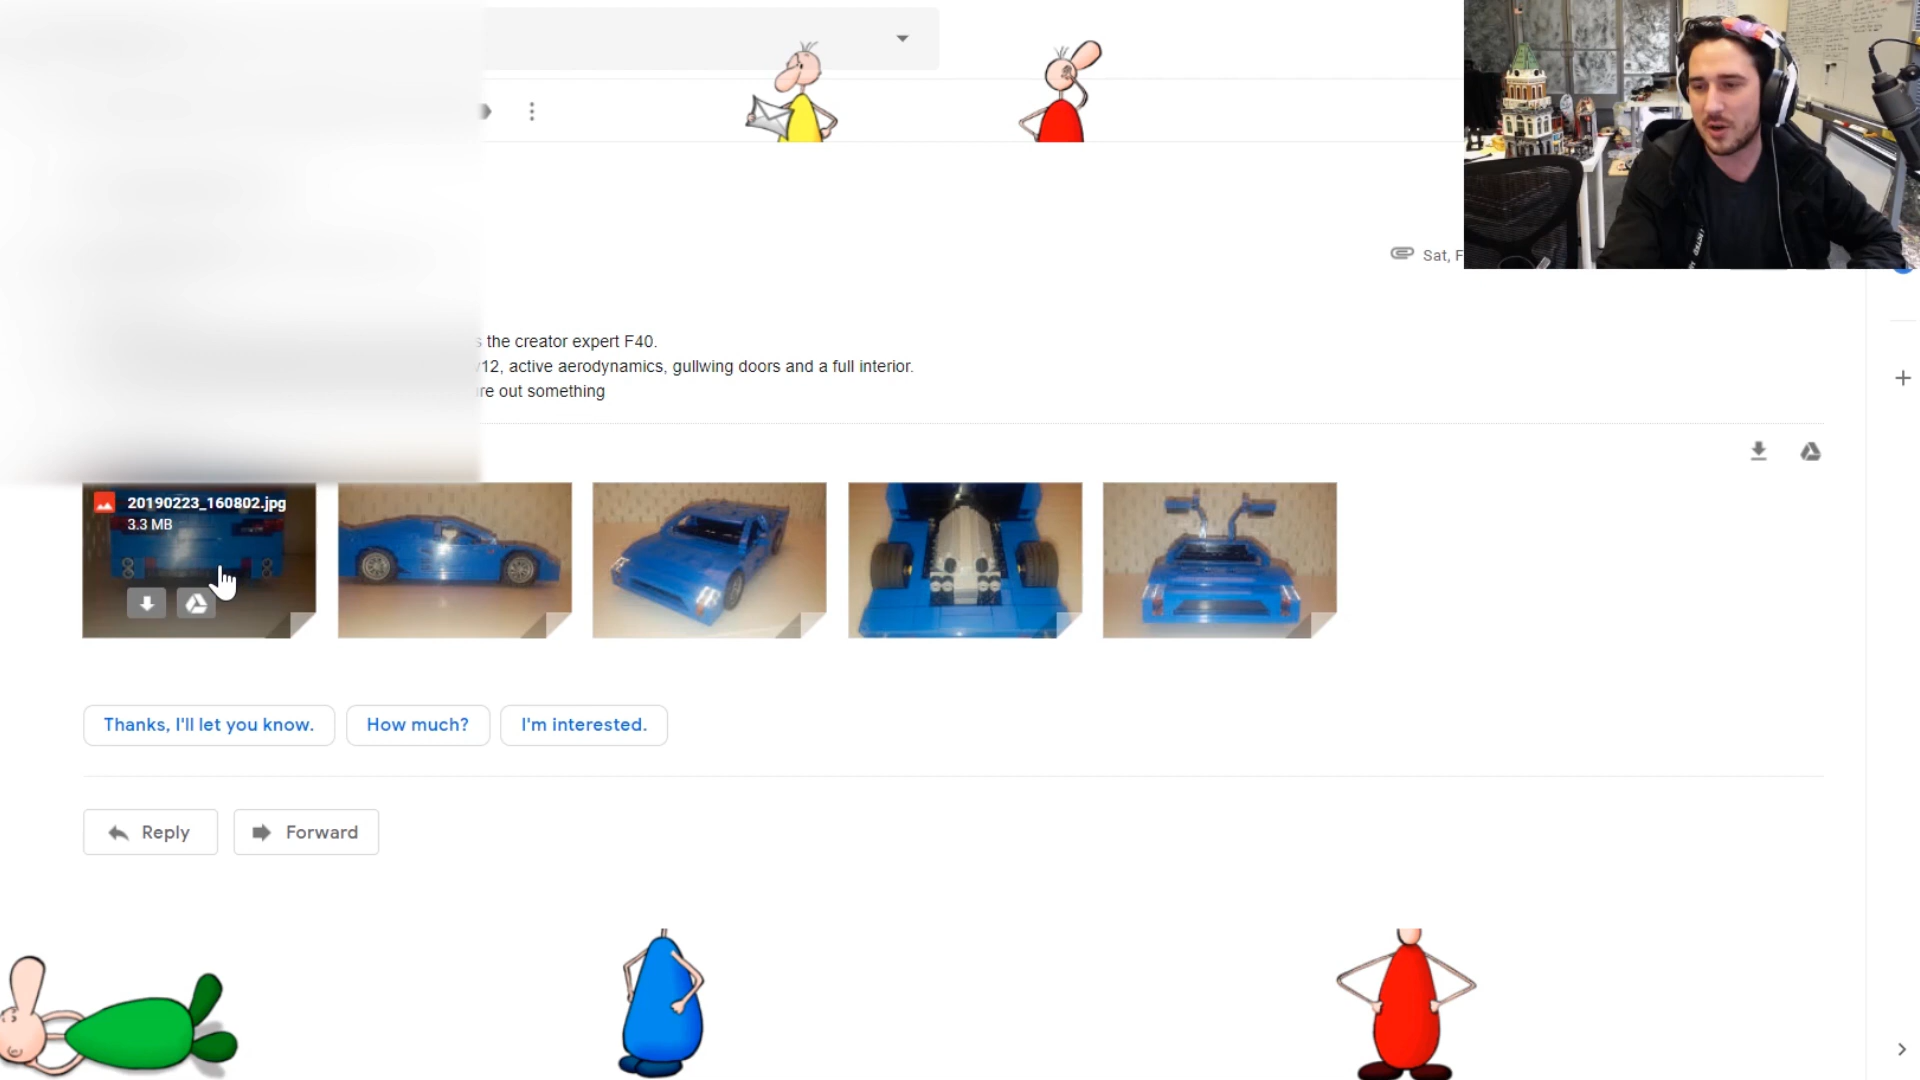 Sat, F
the creator expert F40.
12, active aerodynamics, gullwing doors and a full interior.
re out something
20190223_160802.jpg
3.3 MB
Thanks, I'll let you know.
How much?
I'm interested.
Reply
Forward